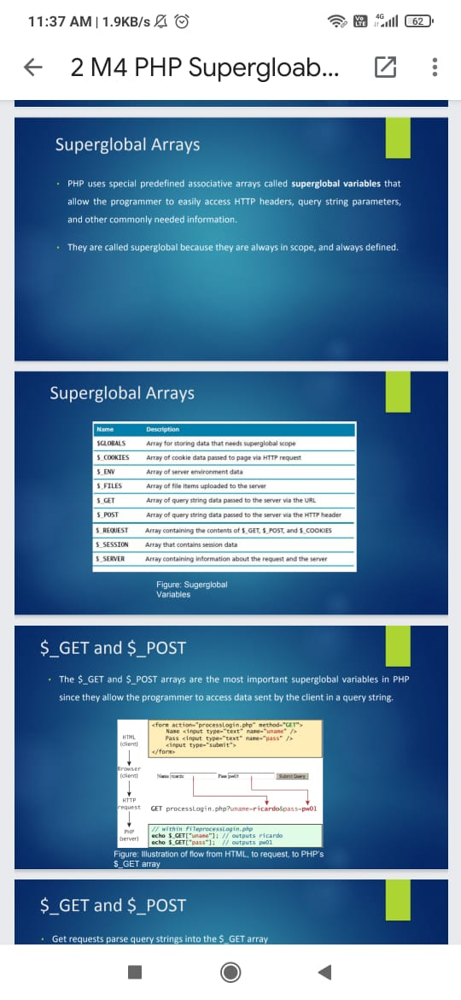 11:37 AM | 1.9KB/s
Vo LTE 4G 62
2 M4 PHP Supergloab...
Superglobal Arrays
• PHP uses special predefined associative arrays called superglobal variables that
allow the programmer to easily access HTTP headers, query string parameters,
and other commonly needed information.
• They are called superglobal because they are always in scope, and always defined.
Superglobal Arrays
Name Description
$GLOBALS Array for storing data that needs superglobal scope
$_COOKIES Array of cookie data passed to page via HTTP request
$_ENV Array of server environment data
$_FILES Array of file items uploaded to the server
$_GET Array of query string data passed to the server via the URL
$_POST Array of query string data passed to the server via the HTTP header
$_REQUEST Array containing the contents of $_GET, $_POST, and $_COOKIES
$_SESSION Array that contains session data
$_SERVER Array containing information about the request and the server
Figure: Sugerglobal
Variables
$_GET and $_POST
• The $_GET and $_POST arrays are the most important superglobal variables in PHP
since they allow the programmer to access data sent by the client in a query string.
<form action="processLogin.php" method="GET">
Name <input type="text" name="uname" />
Pass <input type="text" name="pass" />
<input type="submit">
</form>
HTML
(client)
Browser
(client)
Name ricardo Pass pw01 Submit Query
HTTP
request
GET processLogin.php?uname=ricardo&pass=pw01
PHP
(server)
// within fileprocessLogin.php
echo $_GET["uname"]; // outputs ricardo
echo $_GET["pass"]; // outputs pw01
Figure: Illustration of flow from HTML, to request, to PHP's
$_GET array
$_GET and $_POST
• Get requests parse query strings into the $_GET array